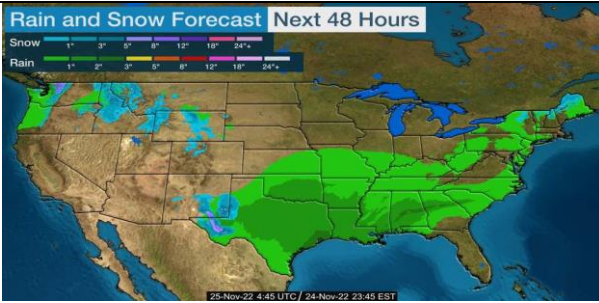 Rain and Snow Forecast Next 48 Hours
Snow 1" 3" 5" 8" 12" 18" 24"+
Rain 1" 2" 3" 5" 8" 12" 18" 24"+
25-Nov-22 4:45 UTC / 24-Nov-22 23:45 EST